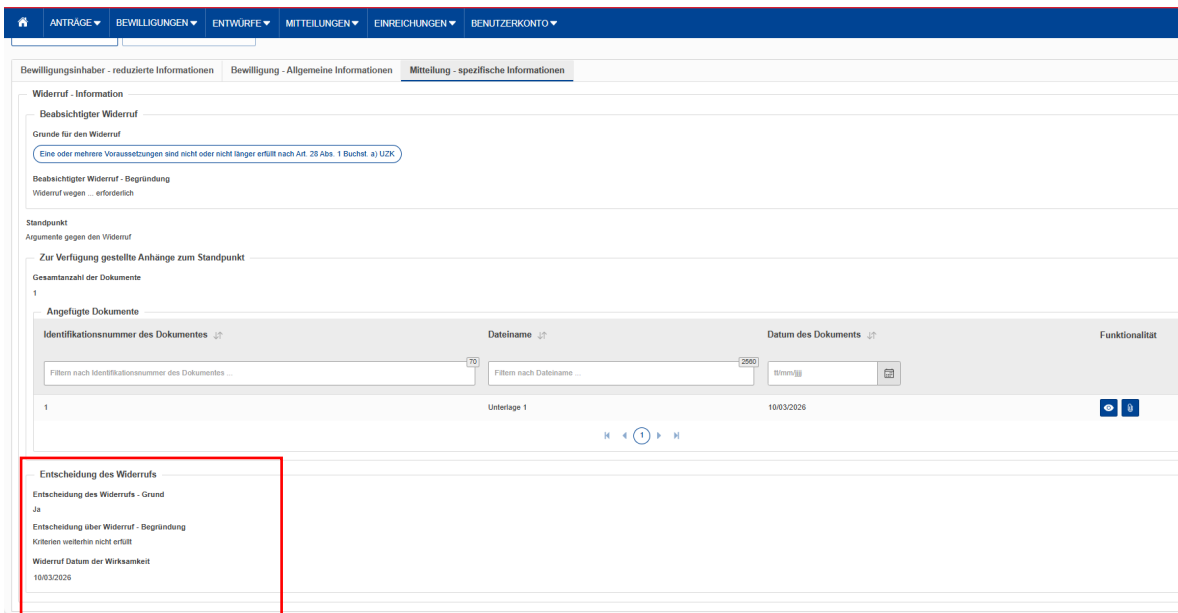 ANTRÄGE BEWILLIGUNGEN ENTWÜRFE MITTEILUNGEN EINREICHUNGEN BENUTZERKONTO
Bewilligungsinhaber - reduzierte Informationen Bewilligung - Allgemeine Informationen Mitteilung - spezifische Informationen
Widerruf - Information
Beabsichtigter Widerruf
Grunde für den Widerruf
Eine oder mehrere Voraussetzungen sind nicht oder nicht länger erfüllt nach Art. 28 Abs. 1 Buchst. a) UZK
Beabsichtigter Widerruf - Begründung
Widerruf wegen ... erforderlich
Standpunkt
Argumente gegen den Widerruf
Zur Verfügung gestellte Anhänge zum Standpunkt
Gesamtanzahl der Dokumente
1
Angefügte Dokumente
Identifikationsnummer des Dokumentes Dateiname Datum des Dokuments Funktionalität
70 2560
Filtern nach Identifikationsnummer des Dokumentes ... Filtern nach Dateiname ... tt/mm/jjjj
1 Unterlage 1 10/03/2026
1
Entscheidung des Widerrufs
Entscheidung des Widerrufs - Grund
Ja
Entscheidung über Widerruf - Begründung
Kriterien weiterhin nicht erfüllt
Widerruf Datum der Wirksamkeit
10/03/2026